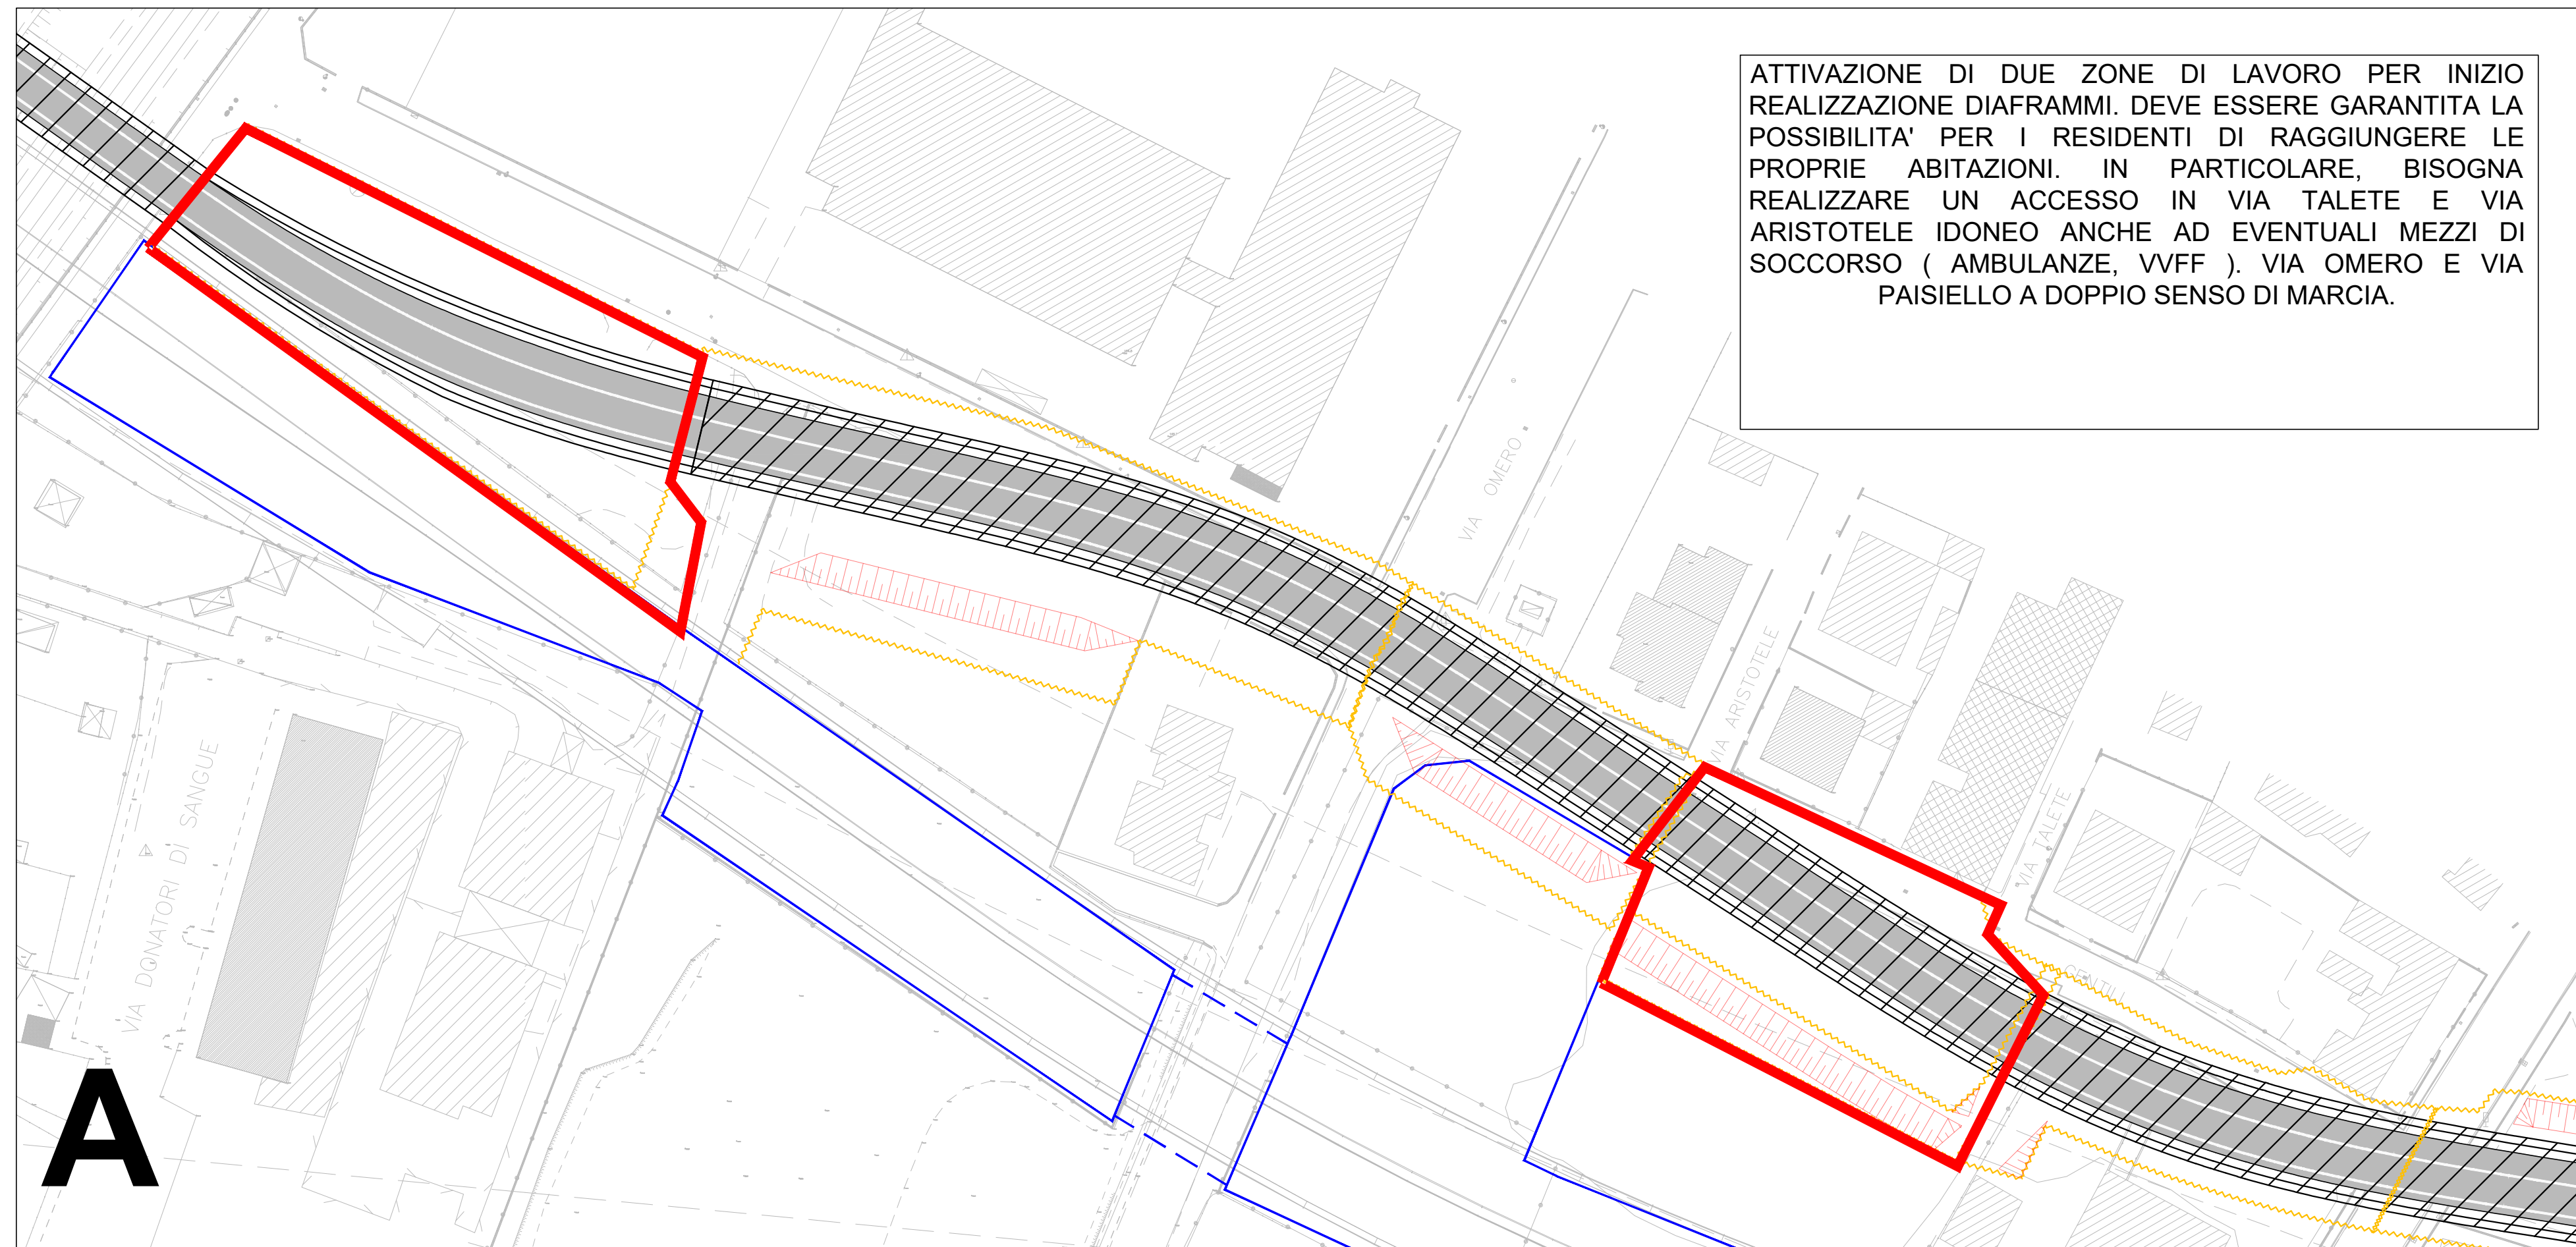 ATTIVAZIONE DI DUE ZONE DI LAVORO PER INIZIO
REALIZZAZIONE DIAFRAMMI. DEVE ESSERE GARANTITA LA
POSSIBILITA' PER I RESIDENTI DI RAGGIUNGERE LE
PROPRIE ABITAZIONI. IN PARTICOLARE, BISOGNA
REALIZZARE UN ACCESSO IN VIA TALETE E VIA
ARISTOTELE IDONEO ANCHE AD EVENTUALI MEZZI DI
SOCCORSO ( AMBULANZE, VVFF ). VIA OMERO E VIA
PAISIELLO A DOPPIO SENSO DI MARCIA.
VIA OMERO
VIA ARISTOTELE
VIA TALETE
VIA DONATORI DI SANGUE
A